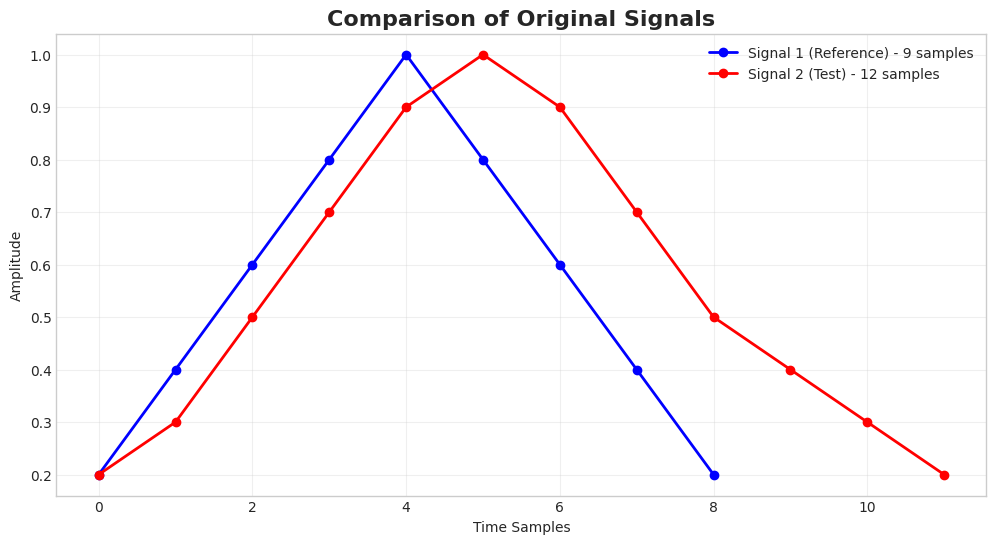 Comparison of Original Signals
Signal 1 (Reference) - 9 samples
Signal 2 (Test) - 12 samples
Amplitude
1.0
0.9
0.8
0.7
0.6
0.5
0.4
0.3
0.2
0 2 4 6 8 10
Time Samples